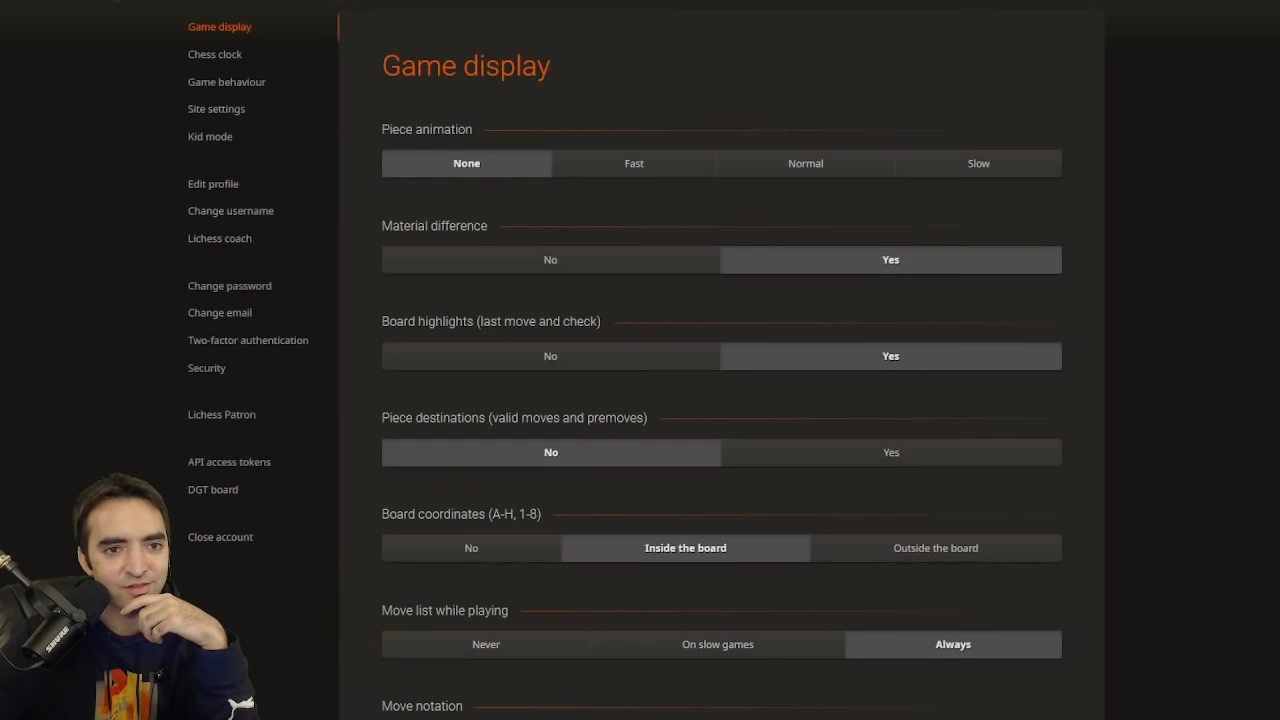 Game display
Chess clock
Game behaviour
Site settings
Kid mode
Edit profile
Change username
Lichess coach
Change password
Change email
Two-factor authentication
Security
Lichess Patron
API access tokens
DGT board
Close account
Game display
Piece animation
None Fast Normal Slow
Material difference
No Yes
Board highlights (last move and check)
No Yes
Piece destinations (valid moves and premoves)
No Yes
Board coordinates (A-H, 1-8)
No Inside the board Outside the board
Move list while playing
Never On slow games Always
Move notation
SHURE